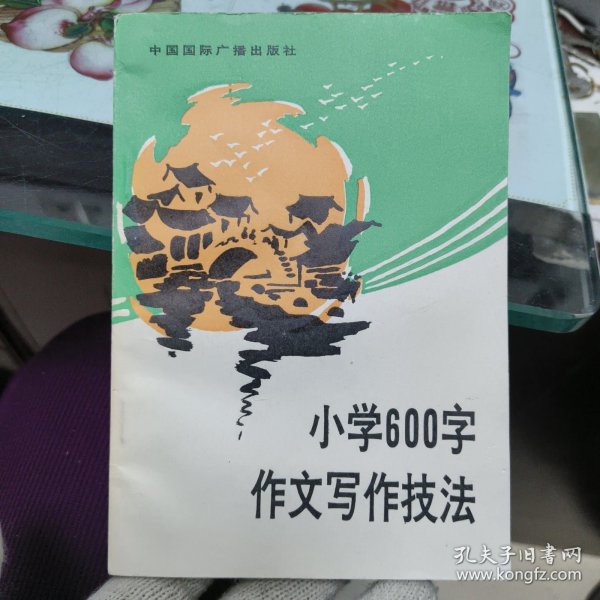 中国国际广播出版社
小学600字
作文写作技法
孔夫子旧书网
www.kongfz.com